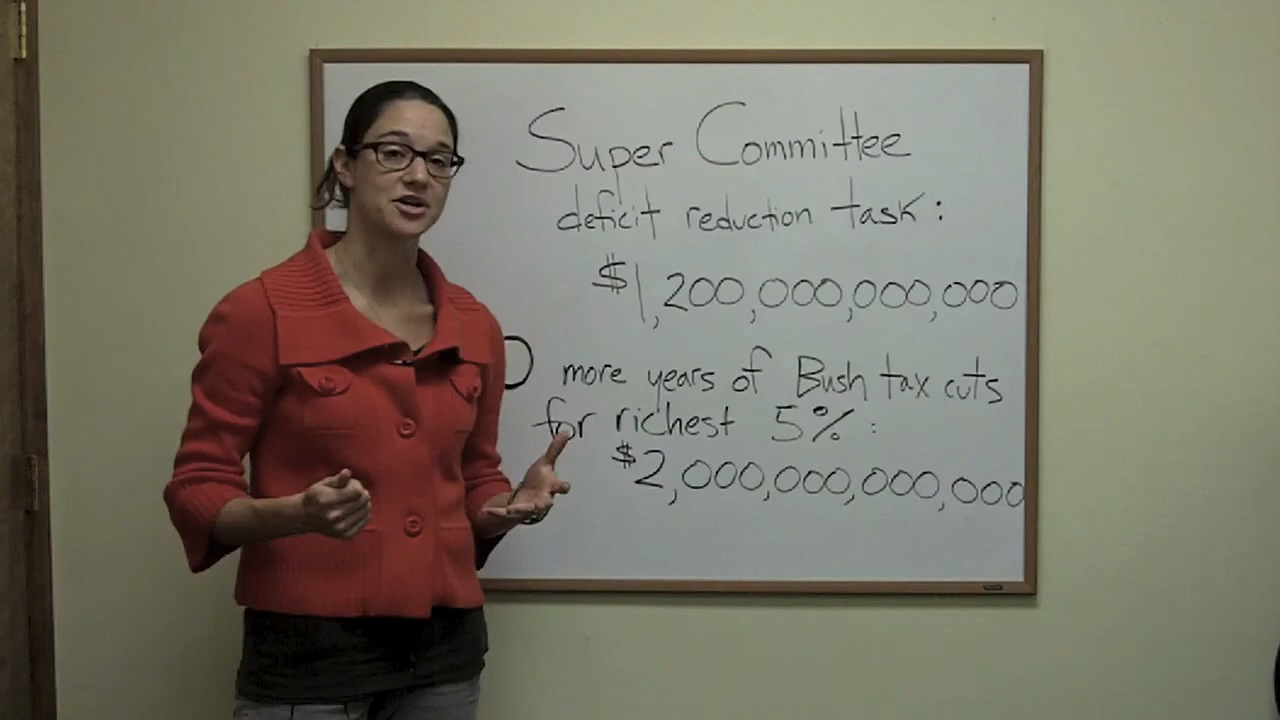 Super Committee
deficit reduction task:
$1,200,000,000,000
0 more years of Bush tax cuts
for richest 5%:
$2,000,000,000,000